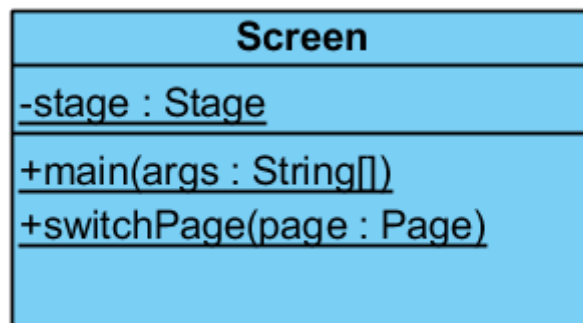 Screen
-stage : Stage
+main(args : String[])
+switchPage(page : Page)